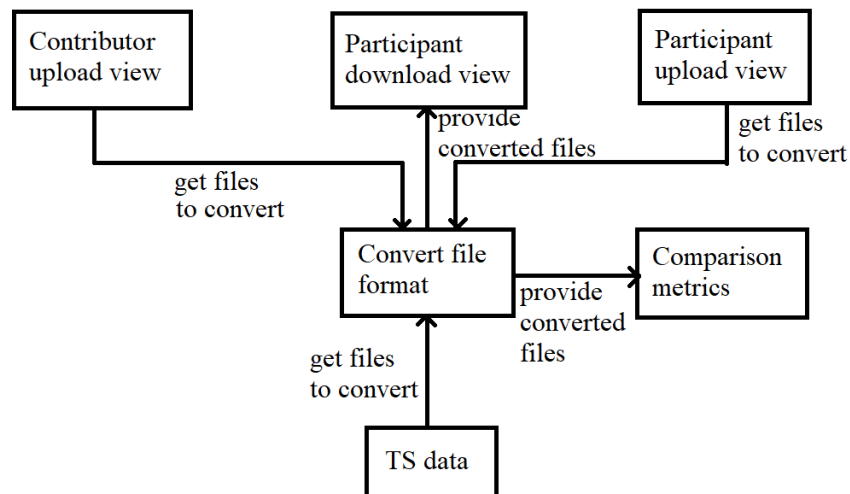 Contributor
upload view
Participant
download view
Participant
upload view
provide
converted files
get files
to convert
get files
to convert
Convert file
format
Comparison
metrics
provide
converted
files
get files
to convert
TS data